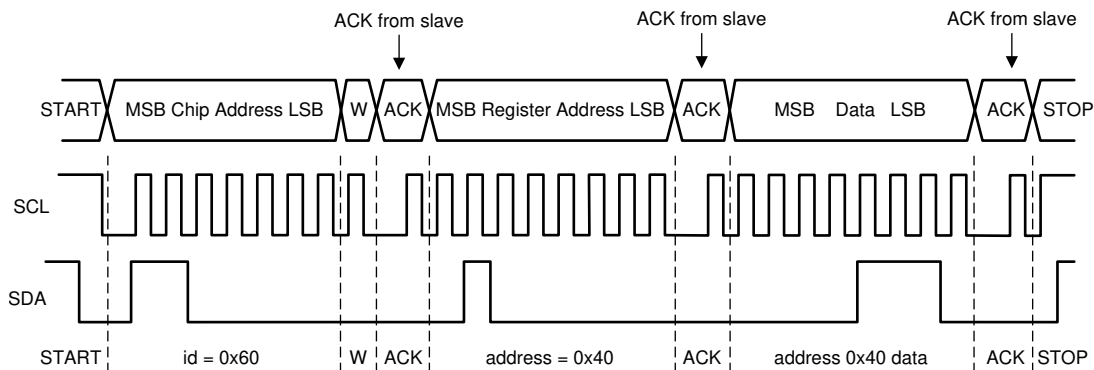 ACK from slave ACK from slave ACK from slave
START MSB Chip Address LSB W ACK MSB Register Address LSB ACK MSB Data LSB ACK STOP
SCL
SDA
START id = 0x60 W ACK address = 0x40 ACK address 0x40 data ACK STOP